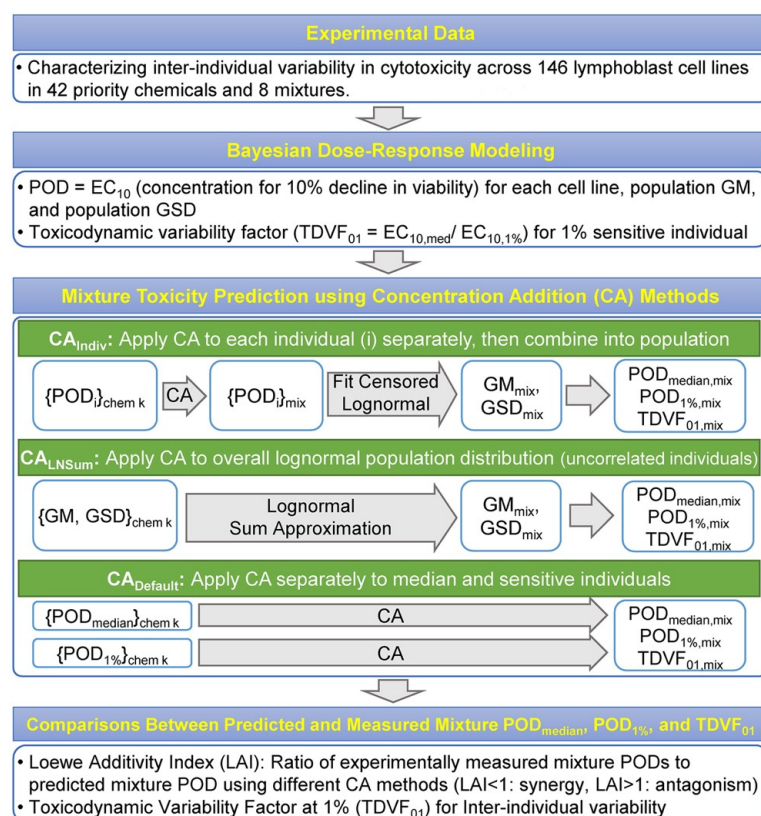 Experimental Data
• Characterizing inter-individual variability in cytotoxicity across 146 lymphoblast cell lines
in 42 priority chemicals and 8 mixtures.
Bayesian Dose-Response Modeling
• POD = EC10 (concentration for 10% decline in viability) for each cell line, population GM,
and population GSD
• Toxicodynamic variability factor (TDVF01 = EC10,med/ EC10,1%) for 1% sensitive individual
Mixture Toxicity Prediction using Concentration Addition (CA) Methods
CAIndiv: Apply CA to each individual (i) separately, then combine into population
{PODi}chem k
CA
{PODi}mix
Fit Censored
Lognormal
GMmix,
GSDmix
PODmedian,mix
POD1%,mix
TDVF01,mix
CALNSum: Apply CA to overall lognormal population distribution (uncorrelated individuals)
{GM, GSD}chem k
Lognormal
Sum Approximation
GMmix,
GSDmix
PODmedian,mix
POD1%,mix
TDVF01,mix
CADefault: Apply CA separately to median and sensitive individuals
{PODmedian}chem k
CA
{POD1%}chem k
CA
PODmedian,mix
POD1%,mix
TDVF01,mix
Comparisons Between Predicted and Measured Mixture PODmedian, POD1%, and TDVF01
• Loewe Additivity Index (LAI): Ratio of experimentally measured mixture PODs to
predicted mixture POD using different CA methods (LAI<1: synergy, LAI>1: antagonism)
• Toxicodynamic Variability Factor at 1% (TDVF01) for Inter-individual variability